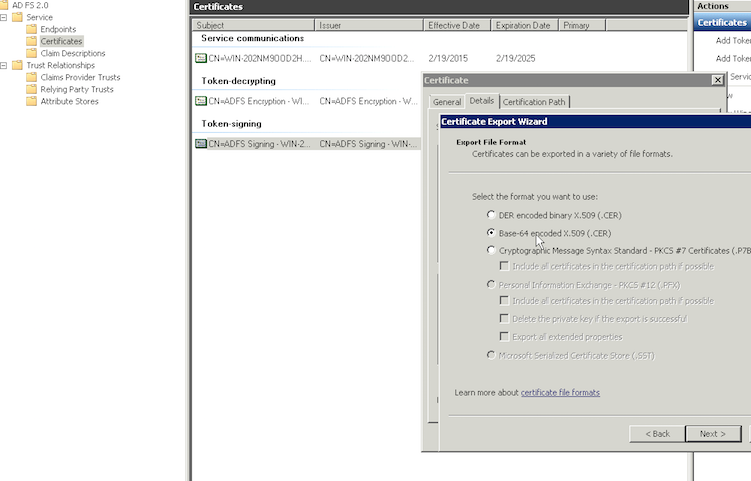 AD FS 2.0
Service
Endpoints
Certificates
Claim Descriptions
Trust Relationships
Claims Provider Trusts
Relying Party Trusts
Attribute Stores
Certificates
Subject Issuer Effective Date Expiration Date Primary
Service communications
CN=WIN-202NM9OOD2H.... CN=WIN-202NM9OOD2... 2/19/2015 2/19/2025
Token-decrypting
CN=ADFS Encryption - WI... CN=ADFS Encryption - W...
Token-signing
CN=ADFS Signing - WIN-2... CN=ADFS Signing - WIN-...
Certificate
General Details Certification Path
Certificate Export Wizard
Export File Format
Certificates can be exported in a variety of file formats.
Select the format you want to use:
DER encoded binary X.509 (.CER)
Base-64 encoded X.509 (.CER)
Cryptographic Message Syntax Standard - PKCS #7 Certificates (.P7B
Include all certificates in the certification path if possible
Personal Information Exchange - PKCS #12 (.PFX)
Include all certificates in the certification path if possible
Delete the private key if the export is successful
Export all extended properties
Microsoft Serialized Certificate Store (.SST)
Learn more about certificate file formats
< Back Next >
Actions
Certificates
Add Token
Add Token
Servic